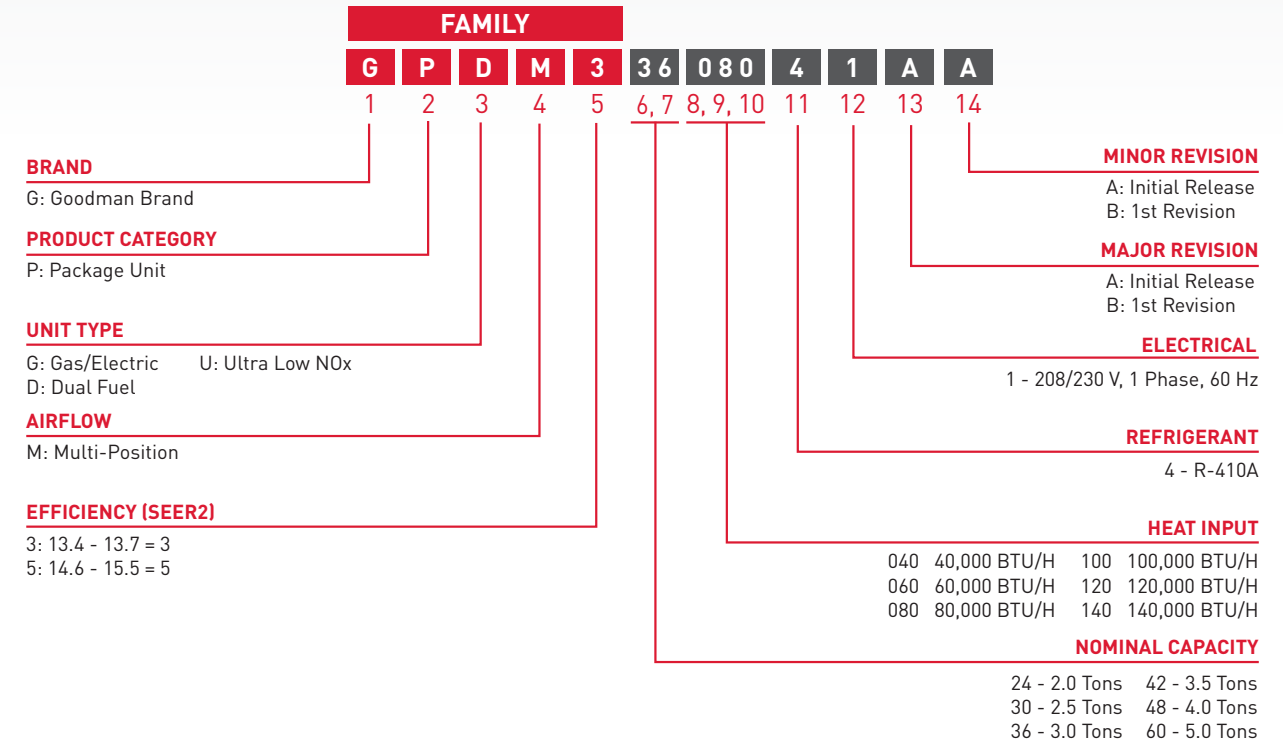 FAMILY
G P D M 3 36 080 4 1 A A
1 2 3 4 5 6, 7 8, 9, 10 11 12 13 14
BRAND
G: Goodman Brand
PRODUCT CATEGORY
P: Package Unit
UNIT TYPE
G: Gas/Electric U: Ultra Low NOx
D: Dual Fuel
AIRFLOW
M: Multi-Position
EFFICIENCY (SEER2)
3: 13.4 - 13.7 = 3
5: 14.6 - 15.5 = 5
MINOR REVISION
A: Initial Release
B: 1st Revision
MAJOR REVISION
A: Initial Release
B: 1st Revision
ELECTRICAL
1 - 208/230 V, 1 Phase, 60 Hz
REFRIGERANT
4 - R-410A
HEAT INPUT
040 40,000 BTU/H 100 100,000 BTU/H
060 60,000 BTU/H 120 120,000 BTU/H
080 80,000 BTU/H 140 140,000 BTU/H
NOMINAL CAPACITY
24 - 2.0 Tons 42 - 3.5 Tons
30 - 2.5 Tons 48 - 4.0 Tons
36 - 3.0 Tons 60 - 5.0 Tons